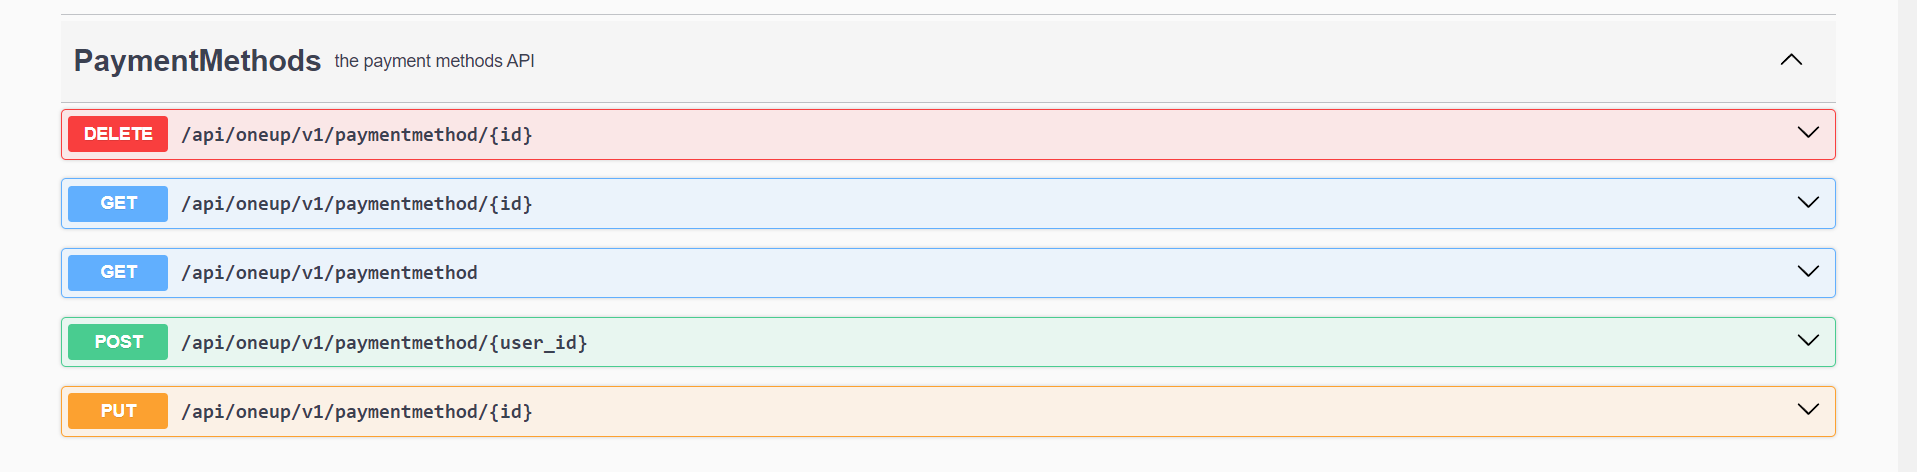 PaymentMethods the payment methods API
DELETE /api/oneup/v1/paymentmethod/{id}
GET /api/oneup/v1/paymentmethod/{id}
GET /api/oneup/v1/paymentmethod
POST /api/oneup/v1/paymentmethod/{user_id}
PUT /api/oneup/v1/paymentmethod/{id}